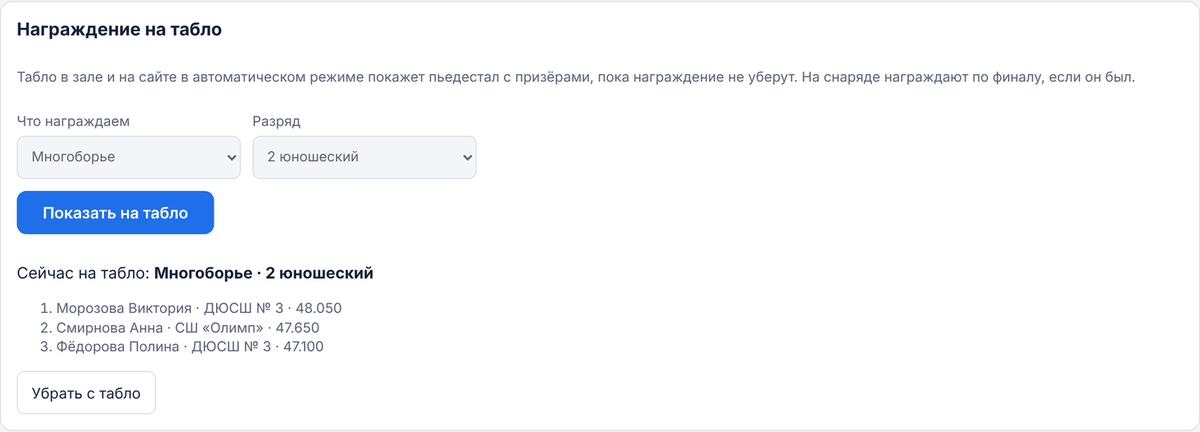 Награждение на табло
Табло в зале и на сайте в автоматическом режиме покажет пьедестал с призёрами, пока награждение не уберут. На снаряде награждают по финалу, если он был.
Что награждаем
Разряд
Многоборье
2 юношеский
Показать на табло
Сейчас на табло: Многоборье · 2 юношеский
1. Морозова Виктория · ДЮСШ № 3 · 48.050
2. Смирнова Анна · СШ «Олимп» · 47.650
3. Фёдорова Полина · ДЮСШ № 3 · 47.100
Убрать с табло